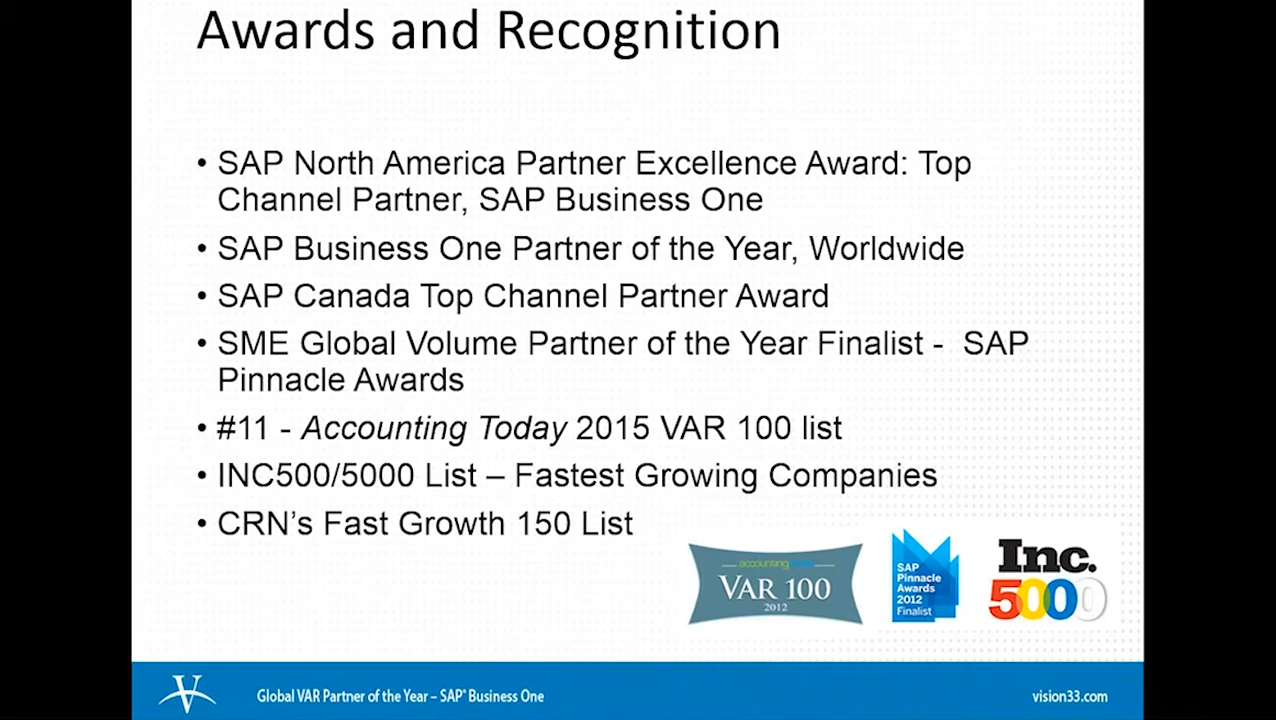 Awards and Recognition
• SAP North America Partner Excellence Award: Top
Channel Partner, SAP Business One
• SAP Business One Partner of the Year, Worldwide
• SAP Canada Top Channel Partner Award
• SME Global Volume Partner of the Year Finalist -  SAP
Pinnacle Awards
• #11 - Accounting Today 2015 VAR 100 list
• INC500/5000 List – Fastest Growing Companies
• CRN’s Fast Growth 150 List
accounting
VAR 100
2012
SAP
Pinnacle
Awards
2012
Finalist
Inc.
5000
V
Global VAR Partner of the Year – SAP® Business One
vision33.com